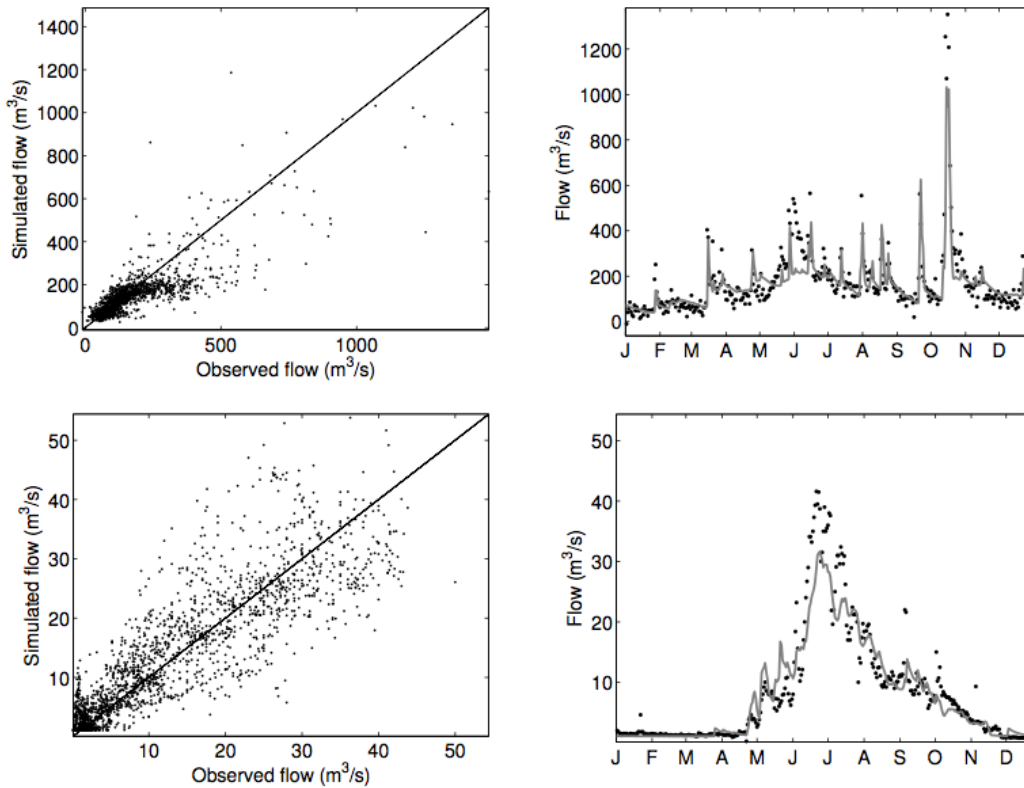 1400
1200
1000
800
600
400
200
0
0 500 1000
Simulated flow (m³/s)
Observed flow (m³/s)
1200
1000
800
600
400
200
0
J F M A M J J A S O N D
Flow (m³/s)
50
40
30
20
10
10 20 30 40 50
Simulated flow (m³/s)
Observed flow (m³/s)
50
40
30
20
10
J F M A M J J A S O N D
Flow (m³/s)